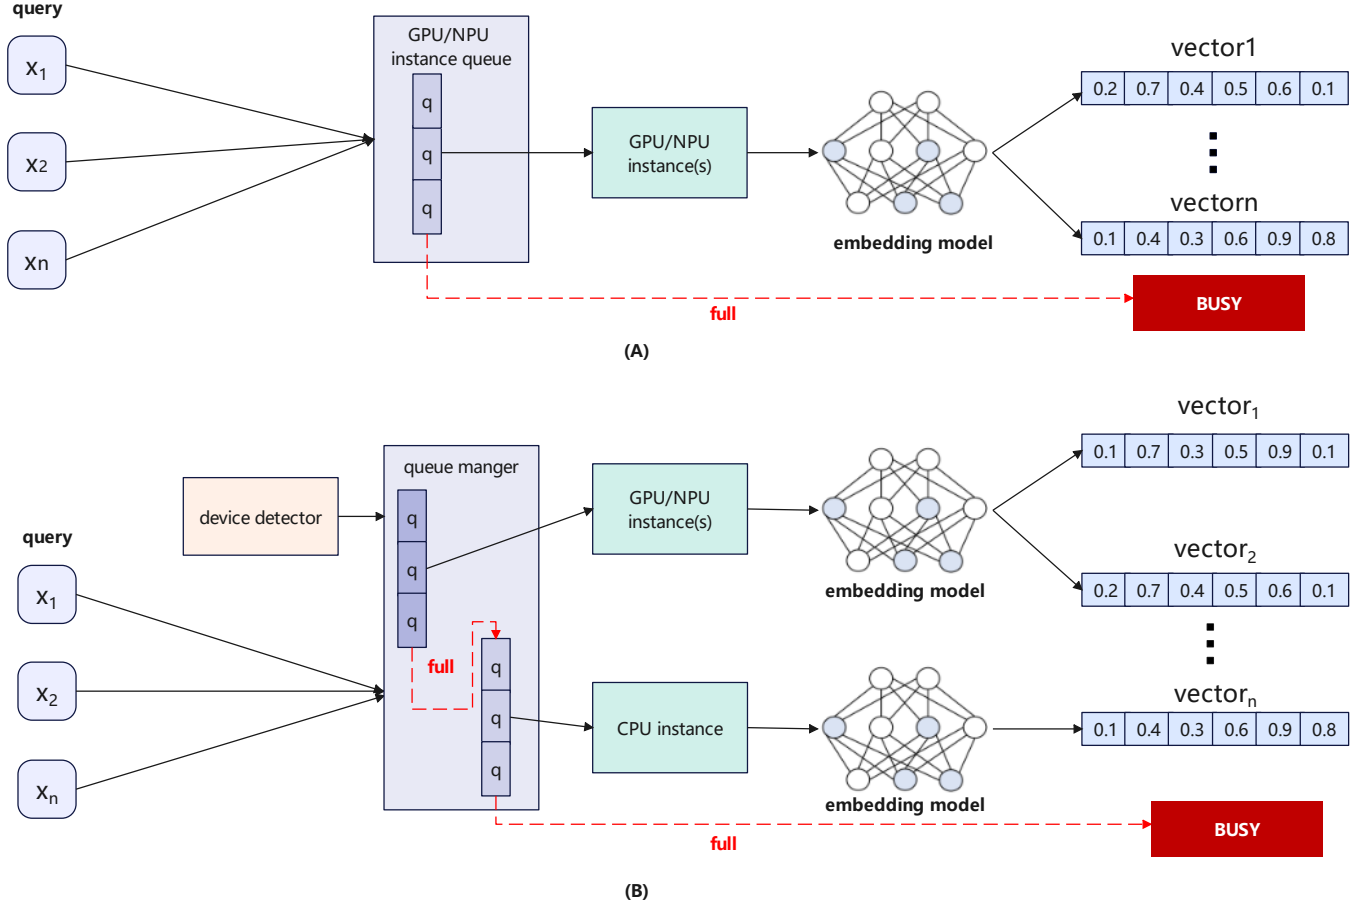 query
x1
x2
xn
GPU/NPU
instance queue
q
q
q
GPU/NPU
instance(s)
embedding model
vector1
0.2 0.7 0.4 0.5 0.6 0.1
vectorn
0.1 0.4 0.3 0.6 0.9 0.8
full
BUSY
(A)
device detector
query
x1
x2
xn
queue manger
q
q
q
full
q
q
q
GPU/NPU
instance(s)
embedding model
CPU instance
embedding model
vector1
0.1 0.7 0.3 0.5 0.9 0.1
vector2
0.2 0.7 0.4 0.5 0.6 0.1
vectorn
0.1 0.4 0.3 0.6 0.9 0.8
full
BUSY
(B)